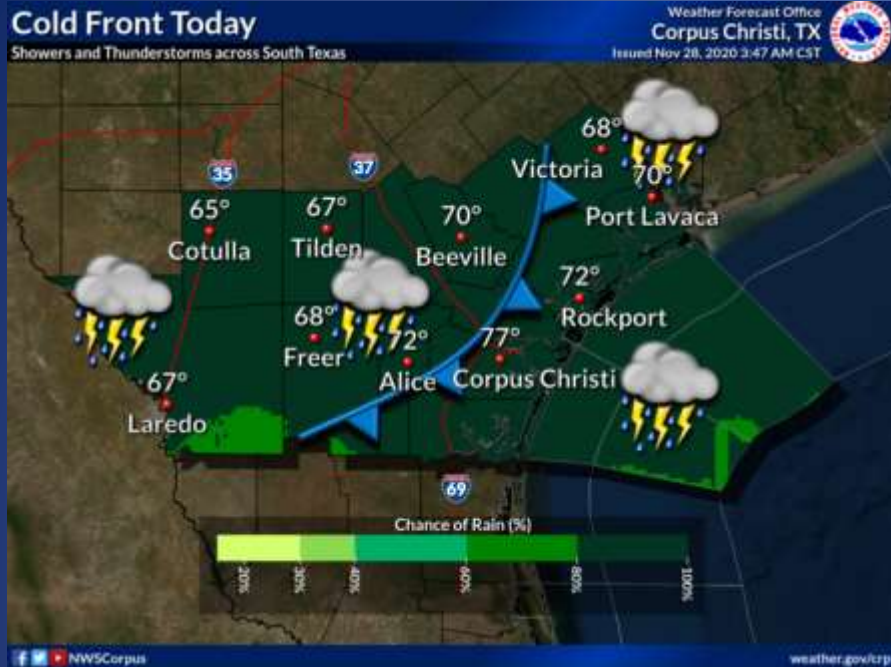 Cold Front Today
Showers and Thunderstorms across South Texas
Weather Forecast Office
Corpus Christi, TX
Issued Nov 28, 2020 3:47 AM CST
68°
Victoria
70°
Port Lavaca
35
37
65°
Cotulla
67°
Tilden
70°
Beeville
72°
Rockport
68°
Freer
72°
Alice
77°
Corpus Christi
67°
Laredo
69
Chance of Rain (%)
20%
30%
40%
60%
80%
100%
NWSCorpus
weather.gov/crp